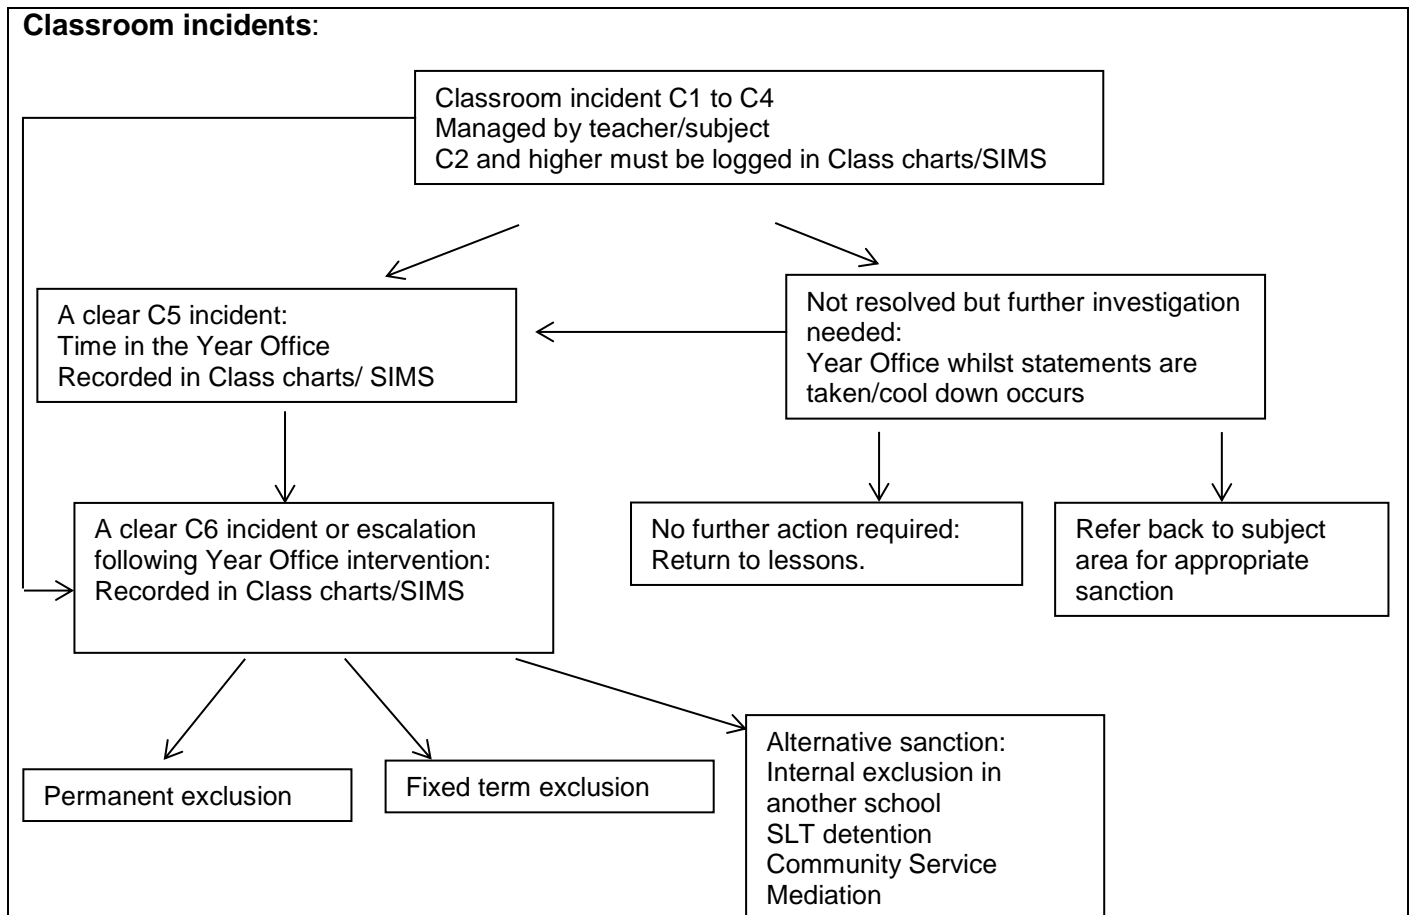 Classroom incidents:
Classroom incident C1 to C4
Managed by teacher/subject
C2 and higher must be logged in Class charts/SIMS
A clear C5 incident:
Time in the Year Office
Recorded in Class charts/ SIMS
Not resolved but further investigation
needed:
Year Office whilst statements are
taken/cool down occurs
A clear C6 incident or escalation
following Year Office intervention:
Recorded in Class charts/SIMS
No further action required:
Return to lessons.
Refer back to subject
area for appropriate
sanction
Permanent exclusion
Fixed term exclusion
Alternative sanction:
Internal exclusion in
another school
SLT detention
Community Service
Mediation